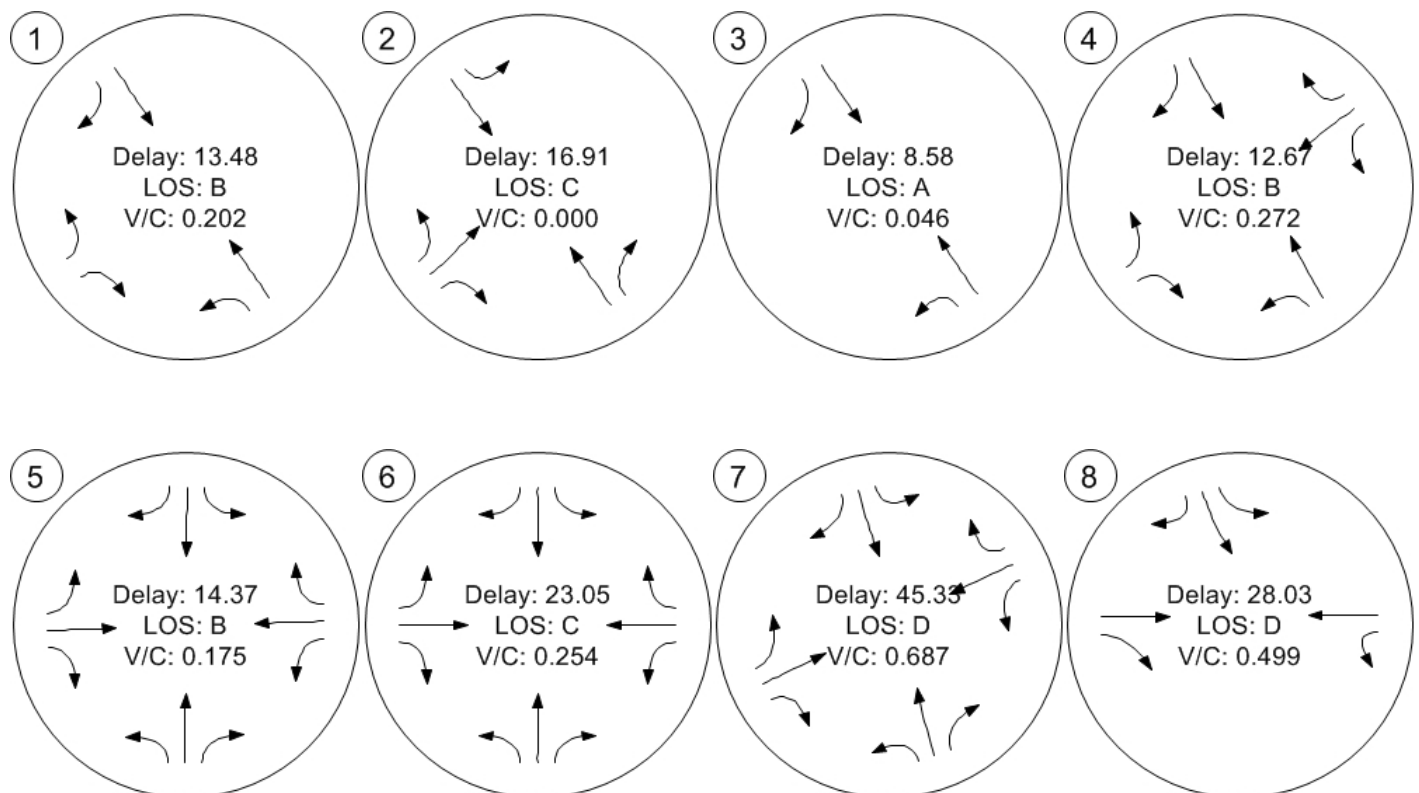 1
Delay: 13.48
LOS: B
V/C: 0.202
2
Delay: 16.91
LOS: C
V/C: 0.000
3
Delay: 8.58
LOS: A
V/C: 0.046
4
Delay: 12.67
LOS: B
V/C: 0.272
5
Delay: 14.37
LOS: B
V/C: 0.175
6
Delay: 23.05
LOS: C
V/C: 0.254
7
Delay: 45.33
LOS: D
V/C: 0.687
8
Delay: 28.03
LOS: D
V/C: 0.499